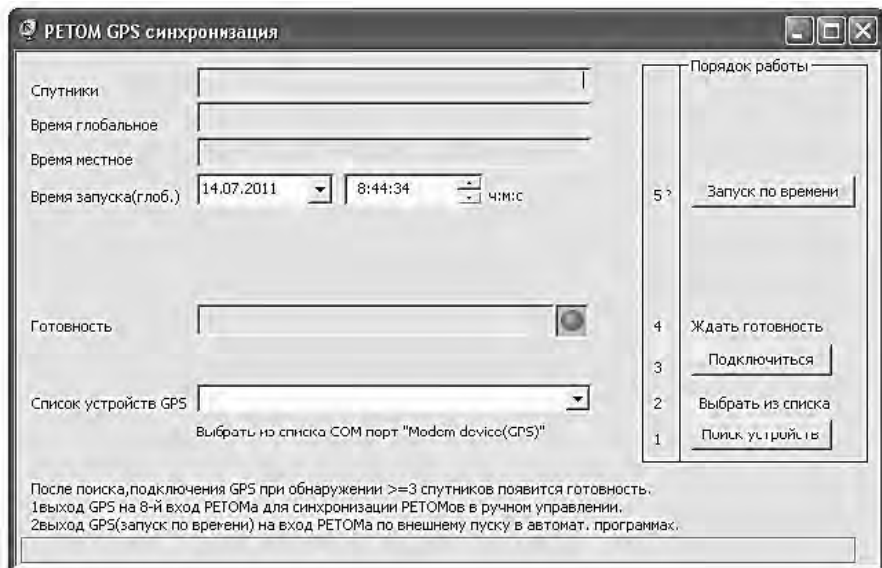 РЕТОМ GPS синхронизация
Порядок работы
Спутники
Время глобальное
Время местное
Время запуска(глоб.) 14.07.2011 8:44:34 ч:м:с
5 Запуск по времени
Готовность
4 Ждать готовность
3 Подключиться
Список устройств GPS
2 Выбрать из списка
Выбрать из списка COM порт "Modem device(GPS)"
1 Поиск устройств
После поиска,подключения GPS при обнаружении >=3 спутников появится готовность.
1выход GPS на 8-й вход РЕТОМа для синхронизации РЕТОМов в ручном управлении.
2выход GPS(запуск по времени) на вход РЕТОМа по внешнему пуску в автомат. программах.